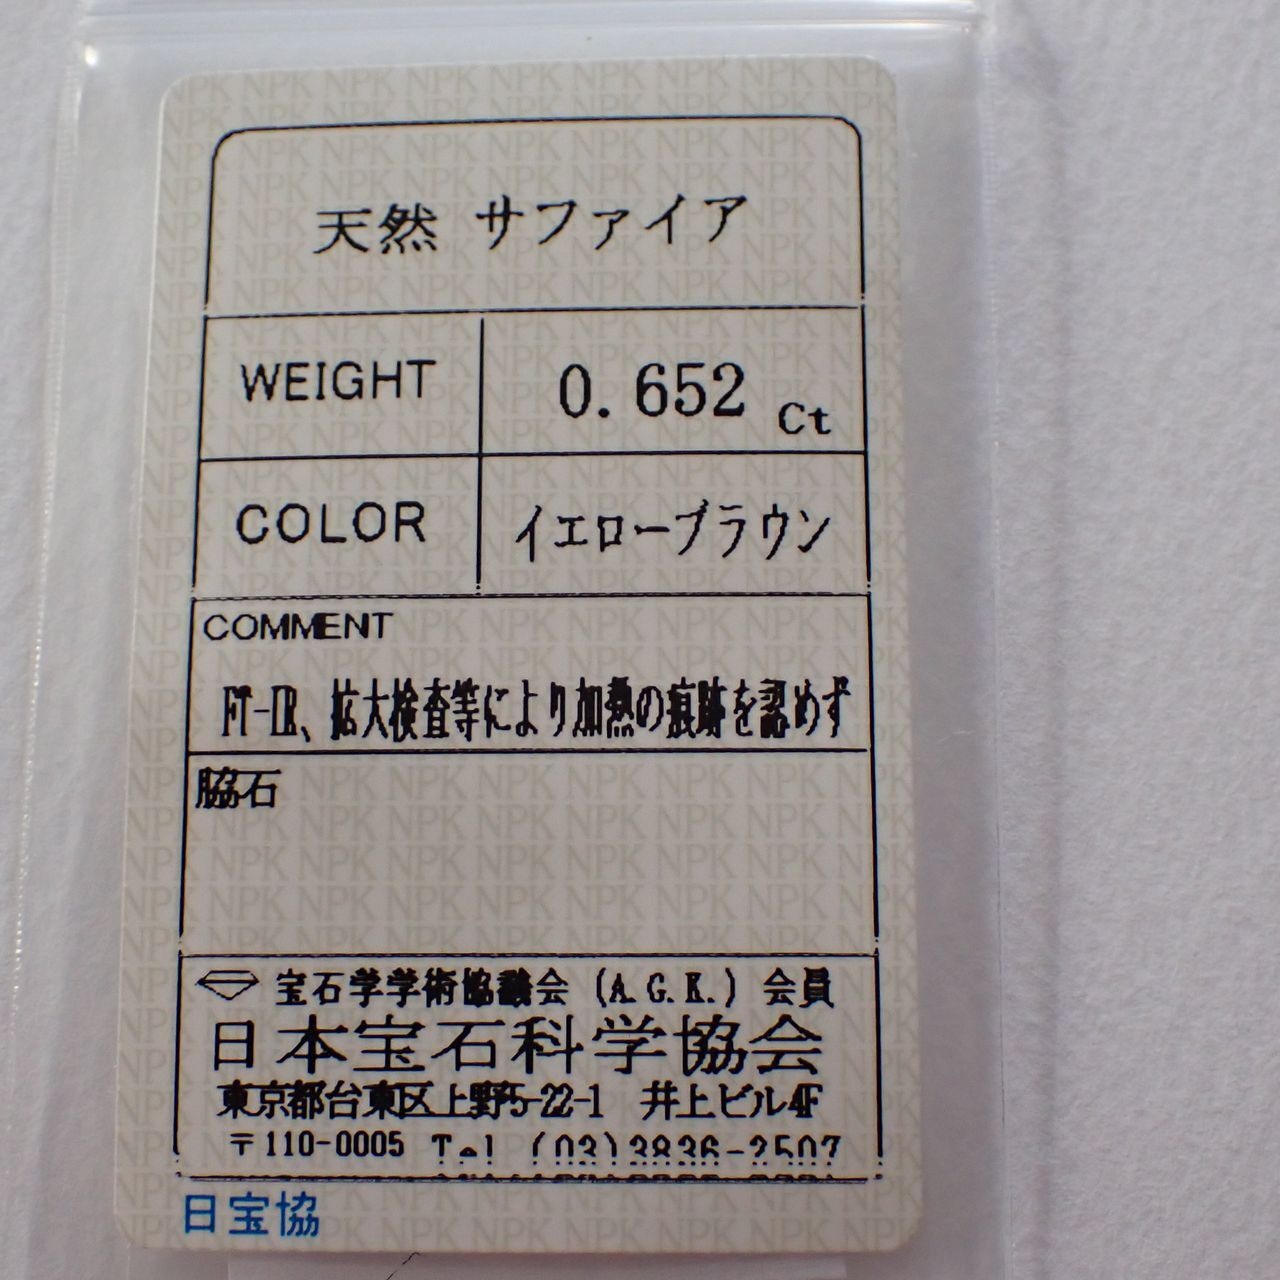 天然 サファイア
WEIGHT 0.652 Ct
COLOR イエローブラウン
COMMENT
FT-IR、拡大検査等により加熱の痕跡を認めず
脇石
宝石学学術協議会 (A.G.K.) 会員
日本宝石科学協会
東京都台東区上野5-22-1 井上ビル4F
〒110-0005 Tel (03)3836-2507
日宝協